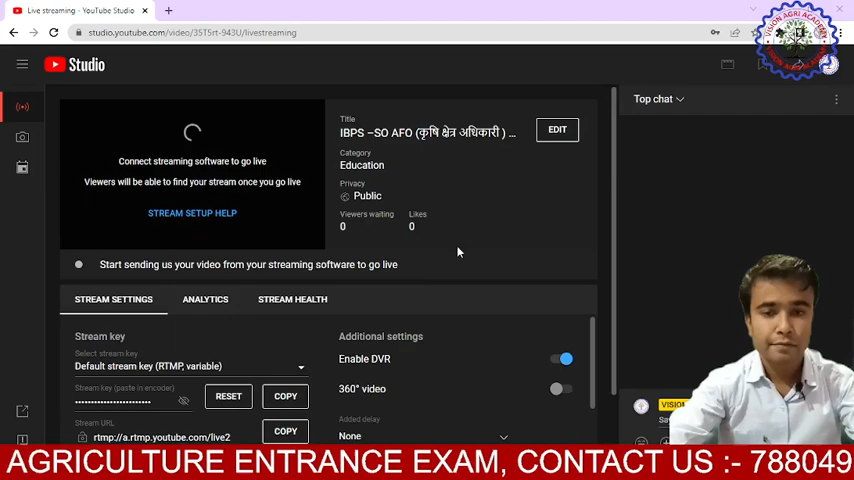 Live streaming - YouTube Studio
studio.youtube.com/video/35T5rt-943U/livestreaming
VISION AGRI ACADEMY
Studio
Title
IBPS –SO AFO (कृषि क्षेत्र अधिकारी ) ...
EDIT
Category
Education
Privacy
Public
Viewers waiting
Likes
0
0
Connect streaming software to go live
Viewers will be able to find your stream once you go live
STREAM SETUP HELP
Start sending us your video from your streaming software to go live
Top chat
STREAM SETTINGS
ANALYTICS
STREAM HEALTH
Stream key
Select stream key
Default stream key (RTMP, variable)
Stream key (paste in encoder)
RESET
COPY
Stream URL
rtmp://a.rtmp.youtube.com/live2
COPY
Additional settings
Enable DVR
360° video
Added delay
None
VISION
AGRICULTURE ENTRANCE EXAM, CONTACT US :- 788049